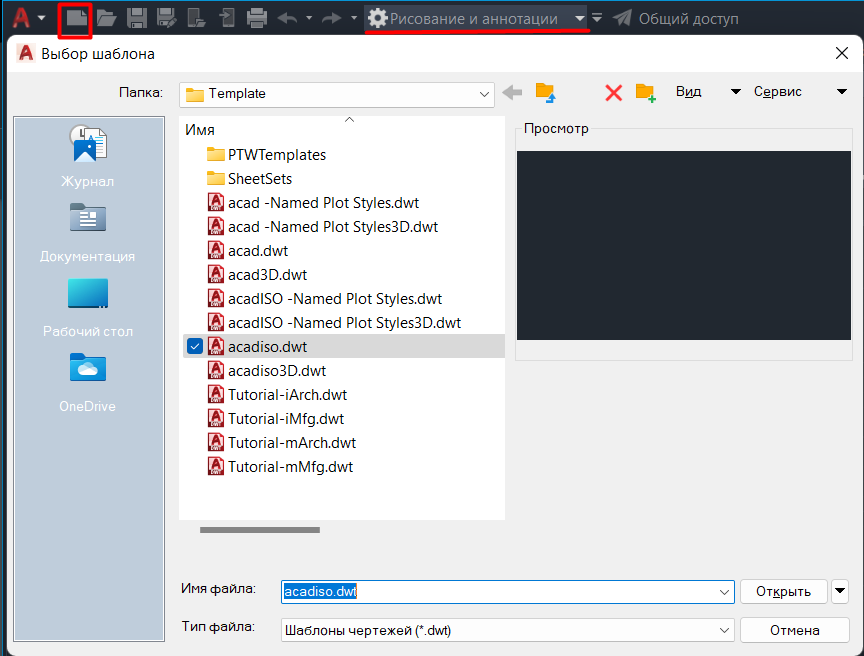 Рисование и аннотации
Общий доступ
Выбор шаблона
Папка:
Template
Вид
Сервис
Журнал
Документация
Рабочий стол
OneDrive
Имя
PTWTemplates
SheetSets
acad -Named Plot Styles.dwt
acad -Named Plot Styles3D.dwt
acad.dwt
acad3D.dwt
acadISO -Named Plot Styles.dwt
acadISO -Named Plot Styles3D.dwt
acadiso.dwt
acadiso3D.dwt
Tutorial-iArch.dwt
Tutorial-iMfg.dwt
Tutorial-mArch.dwt
Tutorial-mMfg.dwt
Просмотр
Имя файла:
acadiso.dwt
Открыть
Тип файла:
Шаблоны чертежей (*.dwt)
Отмена